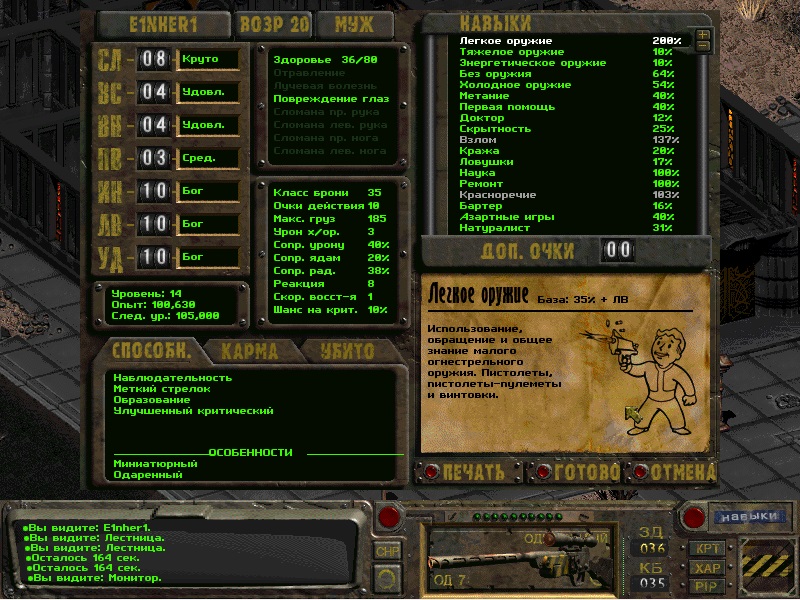 E1NHER1 ВОЗР 20 МУЖ
СЛ 08 Круто
ВС 04 Удовл.
ВН 04 Удовл.
ПВ 03 Сред.
ИН 10 Бог
ЛВ 10 Бог
УД 10 Бог
Уровень: 14
Опыт: 100,630
След. ур.: 105,000
Здоровье 36/80
Отравление
Лучевая болезнь
Повреждение глаз
Сломана пр. рука
Сломана лев. рука
Сломана пр. нога
Сломана лев. нога
Класс брони 35
Очки действия 10
Макс. груз 185
Урон х/ор. 3
Сопр. урону 40%
Сопр. ядам 20%
Сопр. рад. 38%
Реакция 8
Скор. восст-я 1
Шанс на крит. 10%
СПОСОБН. КАРМА УБИТО
Наблюдательность
Меткий стрелок
Образование
Улучшенный критический
ОСОБЕННОСТИ
Миниатюрный
Одаренный
НАВЫКИ
Легкое оружие 200%
Тяжелое оружие 10%
Энергетическое оружие 10%
Без оружия 64%
Холодное оружие 54%
Метание 40%
Первая помощь 40%
Доктор 12%
Скрытность 25%
Взлом 137%
Кража 20%
Ловушки 17%
Наука 100%
Ремонт 100%
Красноречие 103%
Бартер 16%
Азартные игры 40%
Натуралист 31%
ДОП. ОЧКИ 00
Легкое оружие База: 35% + ЛВ
Использование,
обращение и общее
знание малого
огнестрельного
оружия. Пистолеты,
пистолеты-пулеметы
и винтовки.
ПЕЧАТЬ ГОТОВО ОТМЕНА
Вы видите: E1nher1.
Вы видите: Лестница.
Вы видите: Лестница.
Осталось 164 сек.
Осталось 164 сек.
Вы видите: Монитор.
СНР
ОД 7
ЗД
036
КБ
035
навыки
КРТ
ХАР
PIP